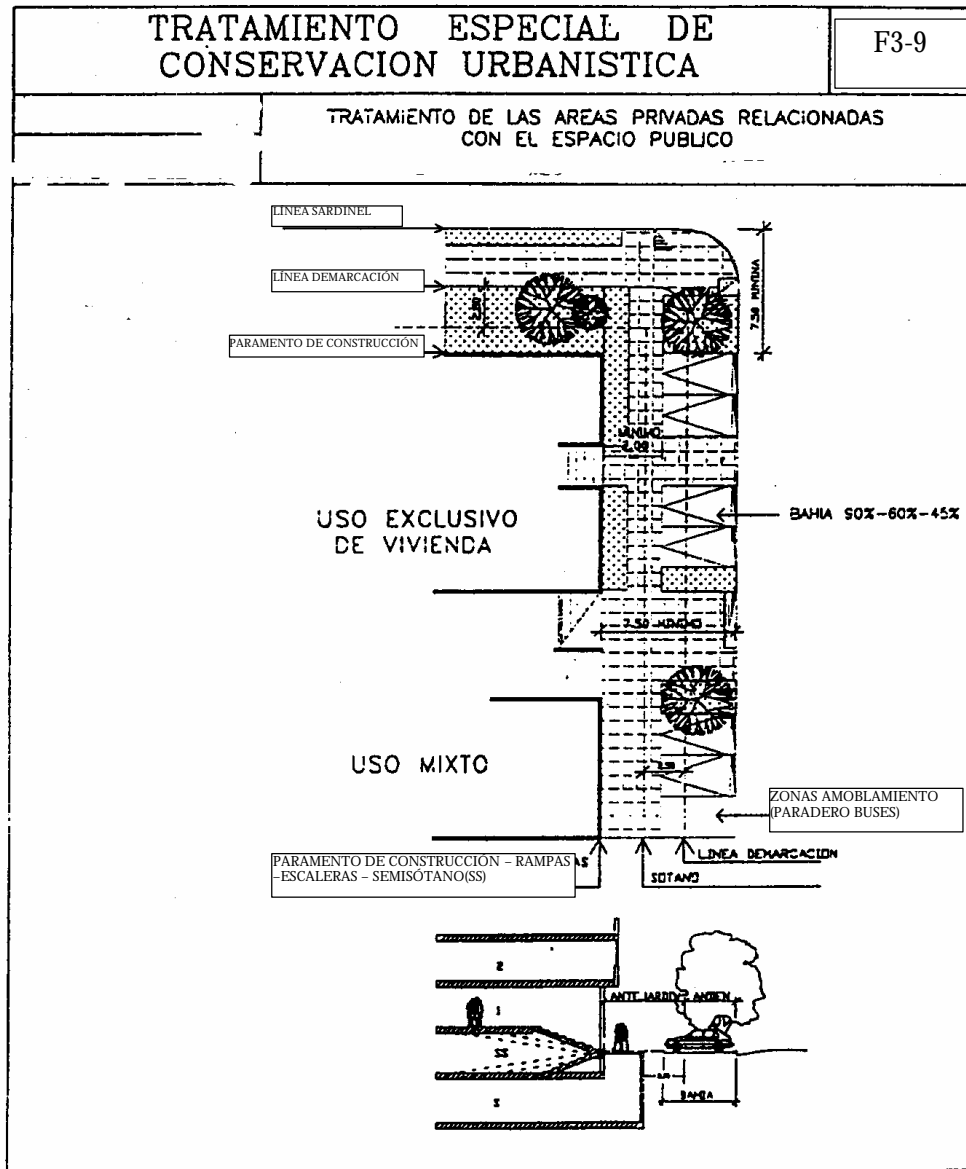 TRATAMIENTO ESPECIAL DE
CONSERVACION URBANISTICA
F3-9
TRATAMIENTO DE LAS AREAS PRIVADAS RELACIONADAS
CON EL ESPACIO PUBLICO
LÍNEA SARDINEL
LÍNEA DEMARCACIÓN
PARAMENTO DE CONSTRUCCIÓN
7.50 MINIMA
MINIMO
2.00
USO EXCLUSIVO
DE VIVIENDA
BAHIA 90%-60%-45%
7.50 MINIMO
USO MIXTO
ZONAS AMOBLAMIENTO
(PARADERO BUSES)
LINEA DEMARCACION
PARAMENTO DE CONSTRUCCIÓN – RAMPAS
–ESCALERAS – SEMISÓTANO(SS)
AS
SOTANO
2
ANTEJARDIN ANDEN
1
SS
S
BAHIA